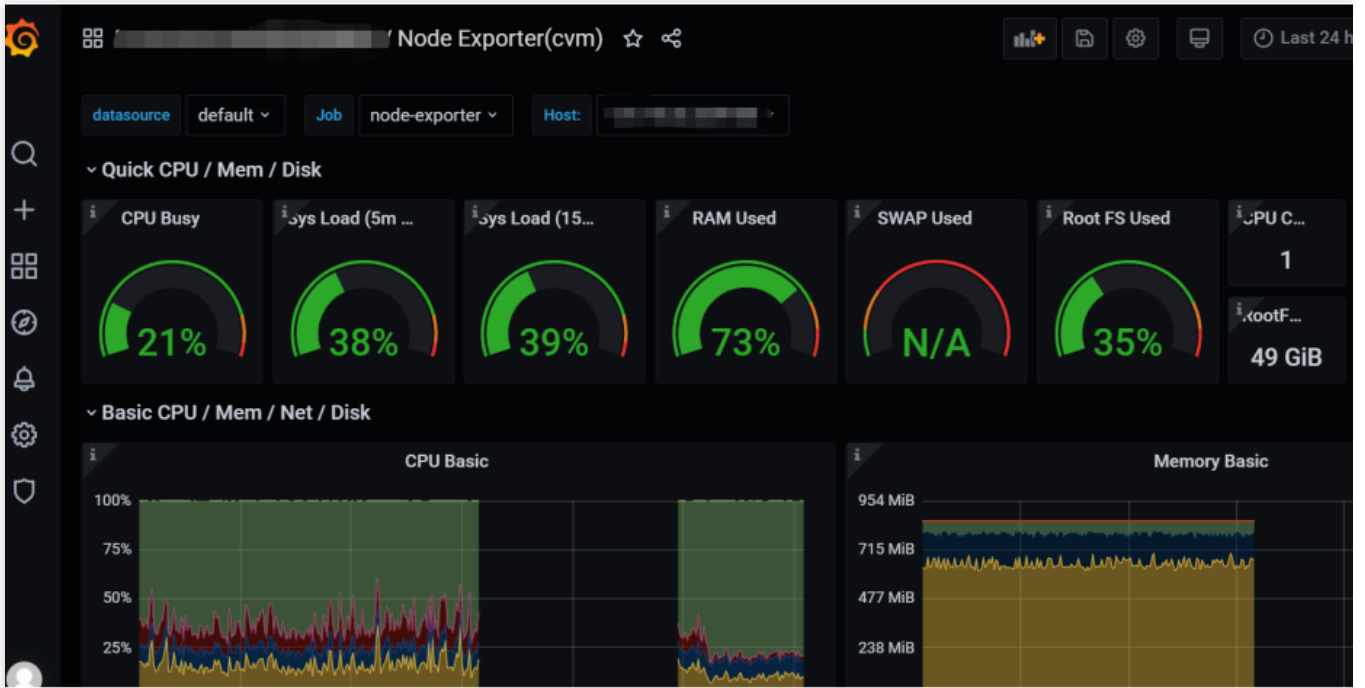 / Node Exporter(cvm)
Last 24 h
datasource default Job node-exporter Host:
Quick CPU / Mem / Disk
CPU Busy
21%
Sys Load (5m ...
38%
Sys Load (15...
39%
RAM Used
73%
SWAP Used
N/A
Root FS Used
35%
CPU C...
1
RootF...
49 GiB
Basic CPU / Mem / Net / Disk
CPU Basic
100%
75%
50%
25%
Memory Basic
954 MiB
715 MiB
477 MiB
238 MiB